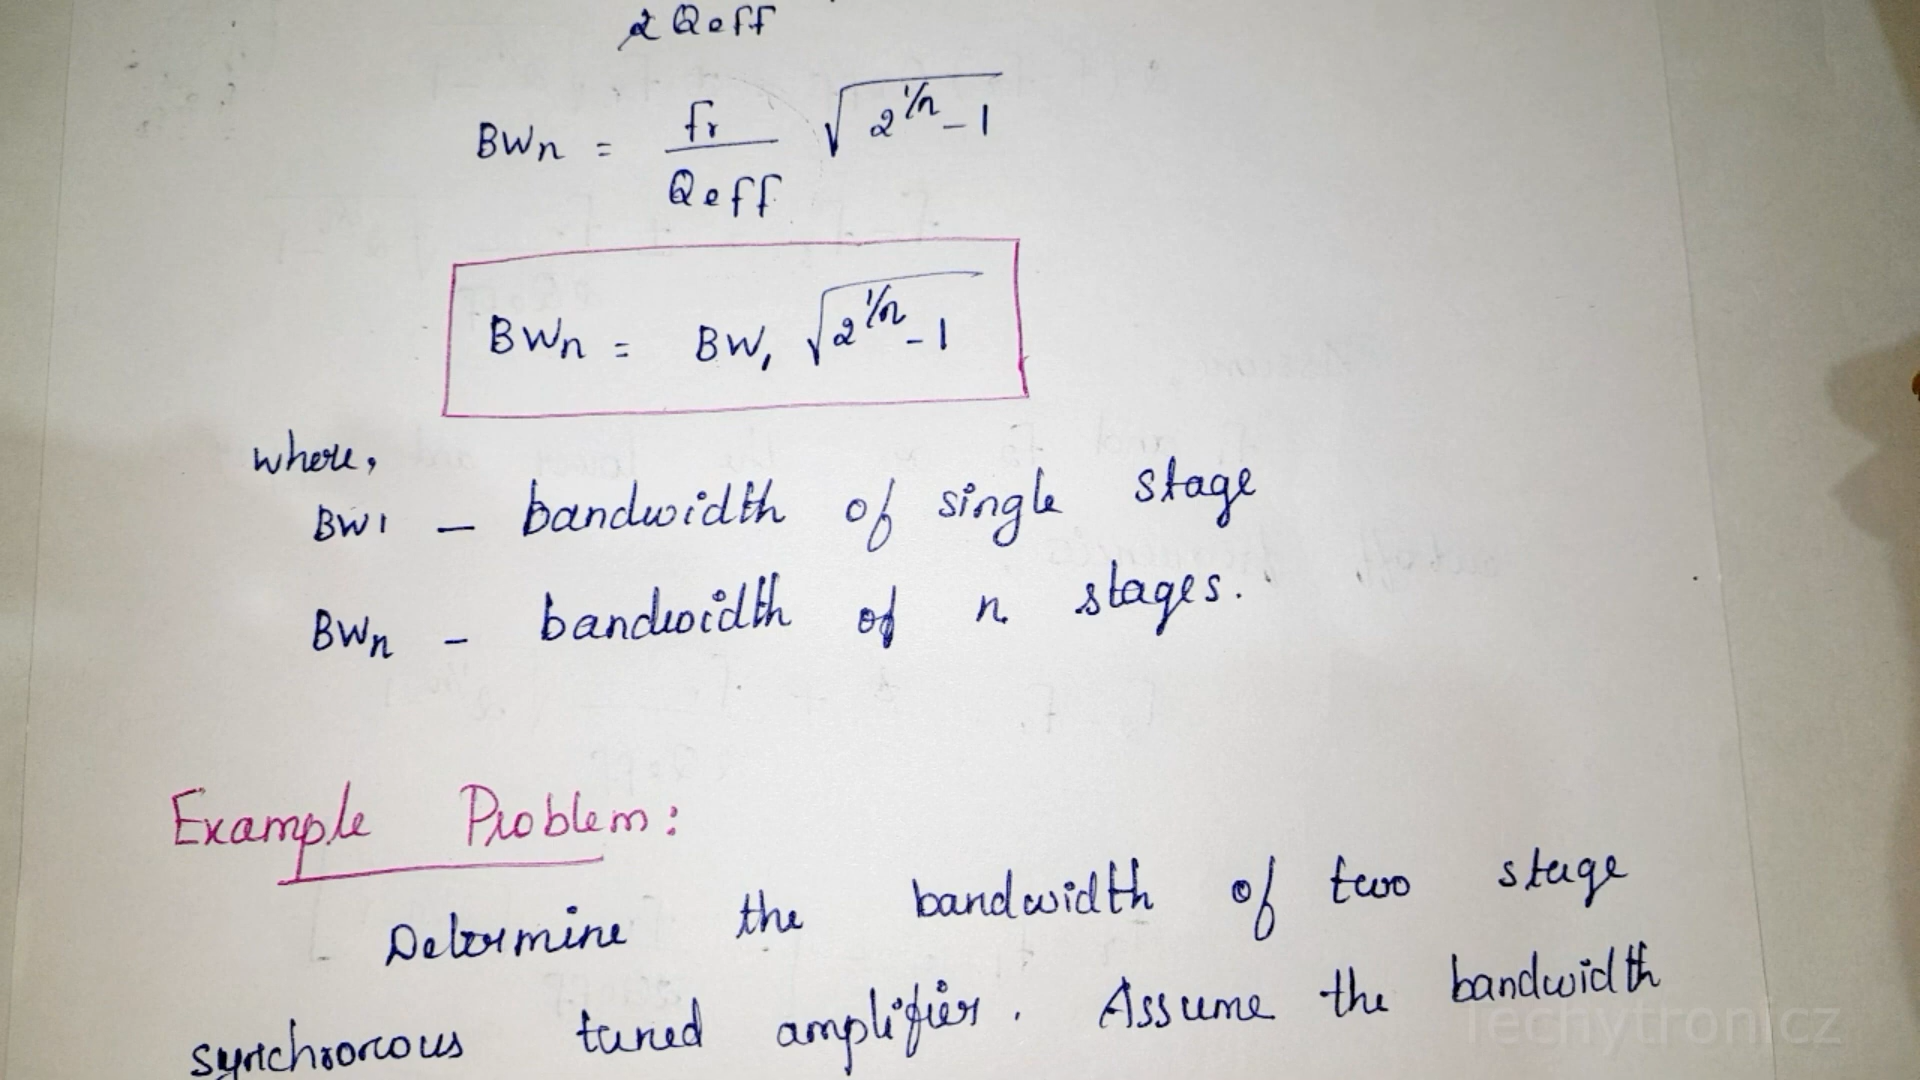 2 Qeff
BWn = fr / Qeff √(2^(1/n) - 1)
BWn = BW1 √(2^(1/n) - 1)
where,
BW1 - bandwidth of single stage
BWn - bandwidth of n stages.
Example Problem:
Determine the bandwidth of two stage
synchronous tuned amplifier. Assume the bandwidth
Techytronicz